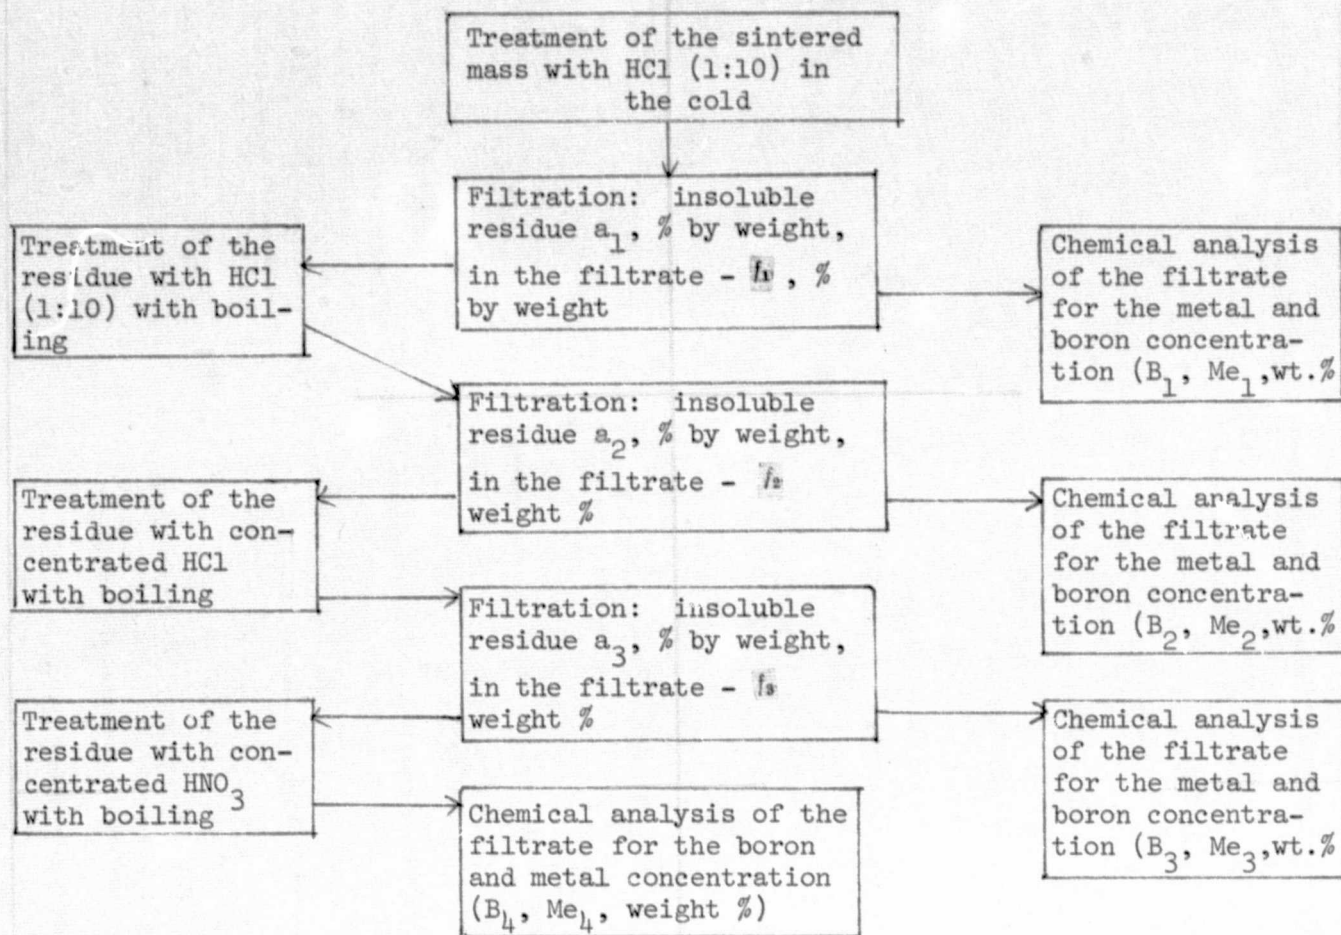 Treatment of the sintered
mass with HCl (1:10) in
the cold
Filtration: insoluble
residue a₁, % by weight,
in the filtrate - f₁, %
by weight
Treatment of the
residue with HCl
(1:10) with boil-
ing
Chemical analysis
of the filtrate
for the metal and
boron concentra-
tion (B₁, Me₁,wt.%
Filtration: insoluble
residue a₂, % by weight,
in the filtrate - f₂
weight %
Treatment of the
residue with con-
centrated HCl
with boiling
Chemical analysis
of the filtrate
for the metal and
boron concentra-
tion (B₂, Me₂,wt.%
Filtration: insoluble
residue a₃, % by weight,
in the filtrate - f₃
weight %
Treatment of the
residue with con-
centrated HNO₃
with boiling
Chemical analysis
of the filtrate
for the metal and
boron concentra-
tion (B₃, Me₃,wt.%
Chemical analysis of the
filtrate for the boron
and metal concentration
(B₄, Me₄, weight %)